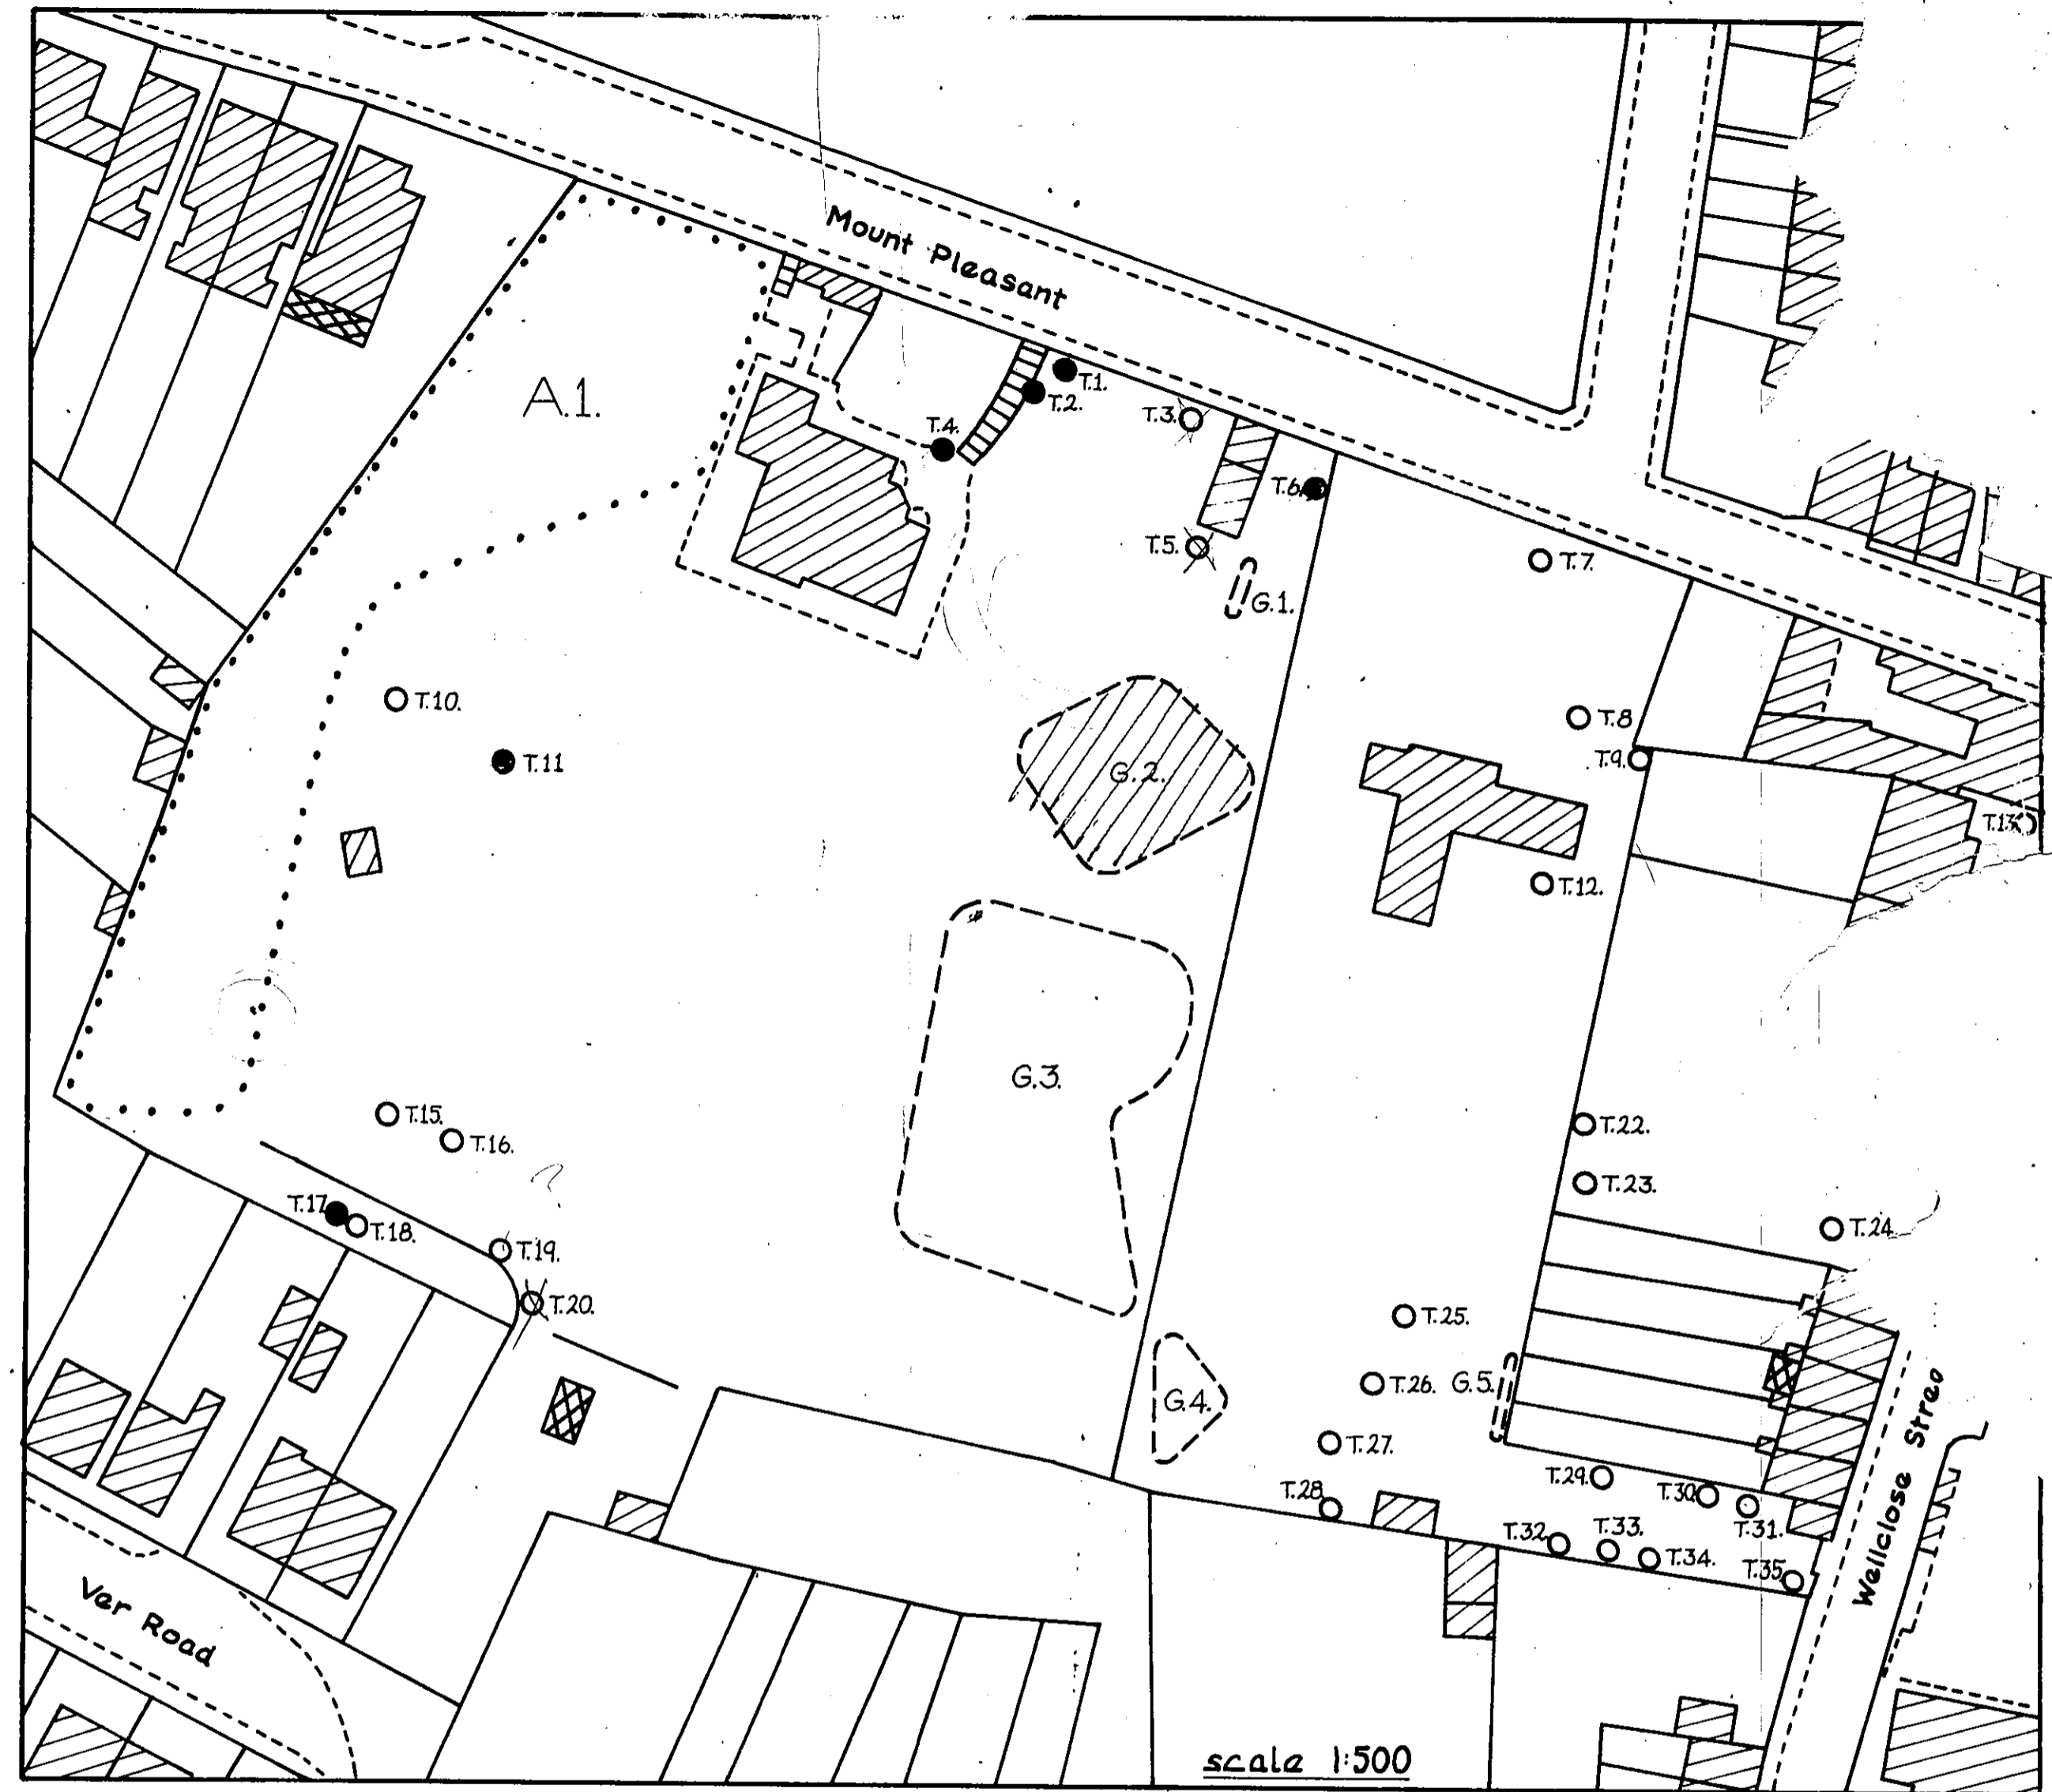 Mount Pleasant
A.1.
T.1.
T.2.
T.3.
T.4.
T.6.
T.5.
T.7.
G.1.
T.10.
T.11
T.8
T.9.
G.2.
T.13
T.12.
G.3.
T.15.
T.16.
T.22.
T.23.
T.17
T.18.
T.24
T.19.
T.20.
T.25.
T.26.
G.5.
G.4.
T.27.
T.28
T.29.
T.30
T.31.
T.32
T.33.
T.34.
T.35
Wellclose Stree
Ver Road
scale 1:500